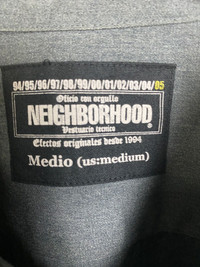 94/95/96/97/98/99/00/01/02/03/04/05
Oficio con orgullo
NEIGHBORHOOD®
Vestuario tecnico
Efectos originales desde 1994
Medio (us:medium)